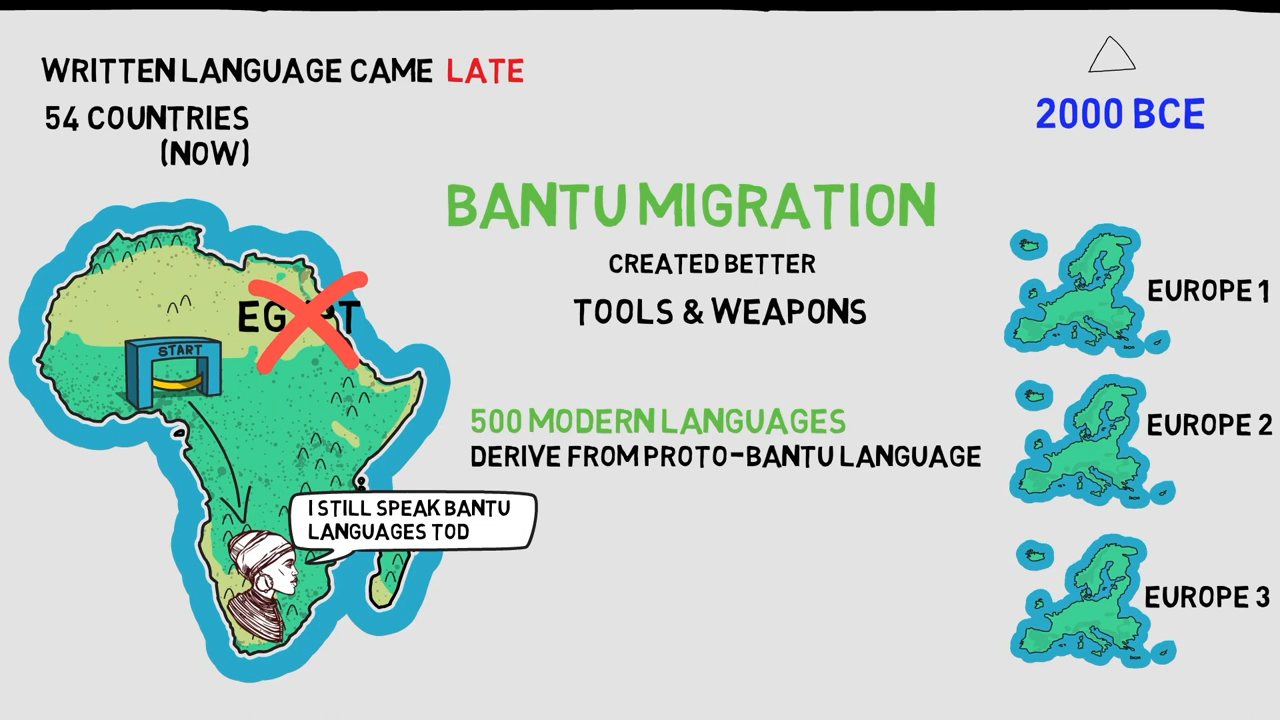 WRITTEN LANGUAGE CAME LATE
54 COUNTRIES
(NOW)
2000 BCE
BANTU MIGRATION
CREATED BETTER
TOOLS & WEAPONS
500 MODERN LANGUAGES
DERIVE FROM PROTO-BANTU LANGUAGE
START
I STILL SPEAK BANTU
LANGUAGES TOD
EUROPE 1
EUROPE 2
EUROPE 3